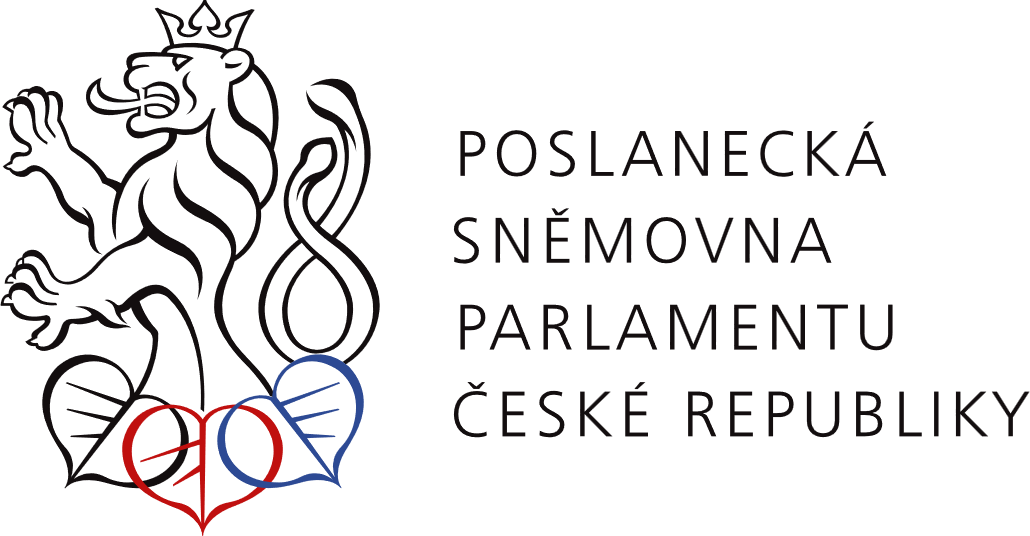 POSLANECKÁ
SNĚMOVNA
PARLAMENTU
ČESKÉ REPUBLIKY